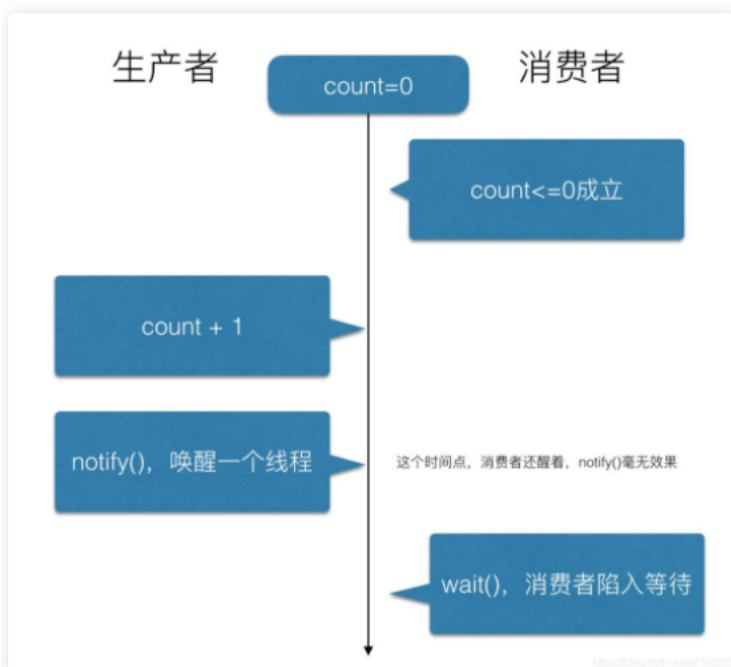 生产者
count=0
消费者
count<=0成立
count + 1
notify(), 唤醒一个线程
这个时间点，消费者还醒着，notify()毫无效果
wait(), 消费者陷入等待